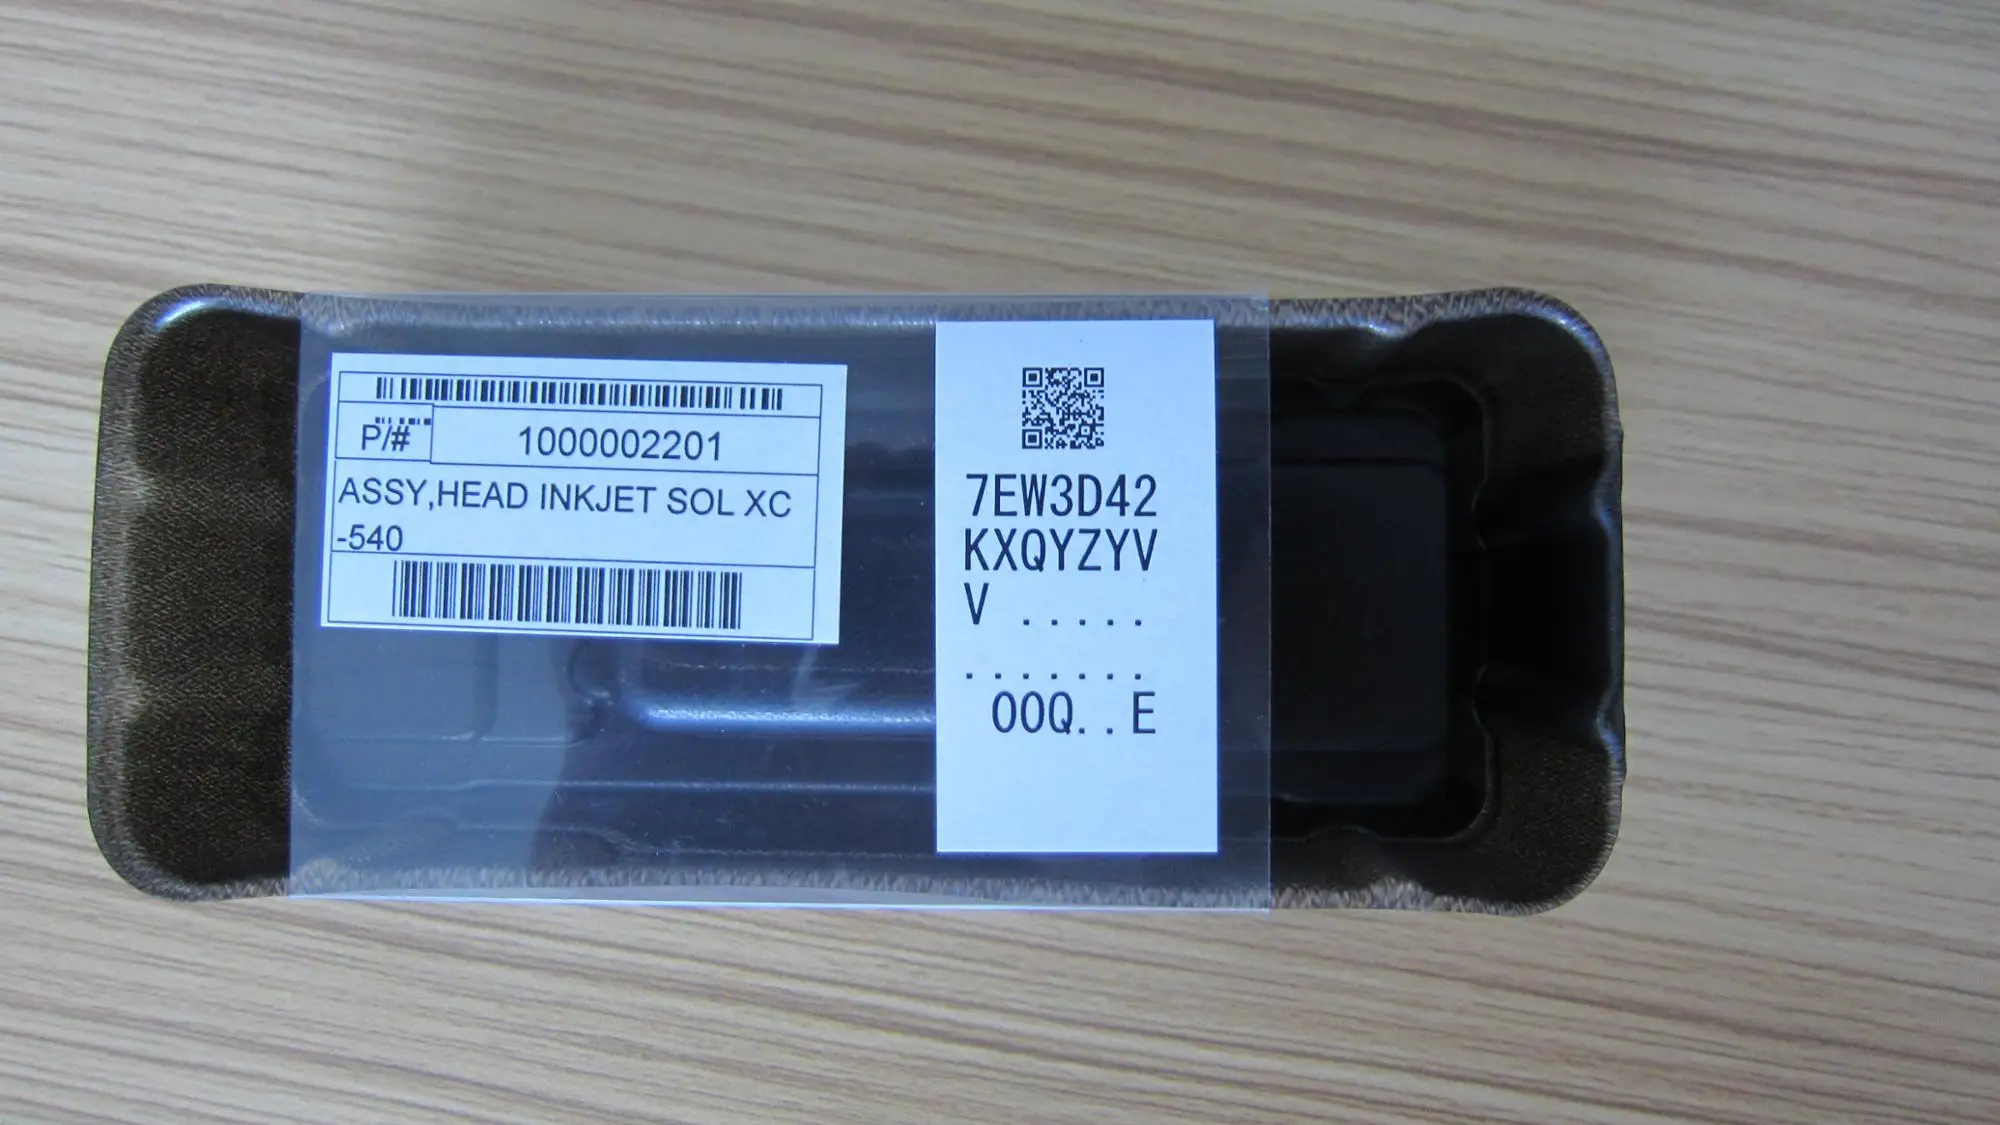 P/# 1000002201
ASSY,HEAD INKJET SOL XC
-540
7EW3D42
KXQYZYV
V .....
.......
00Q..E